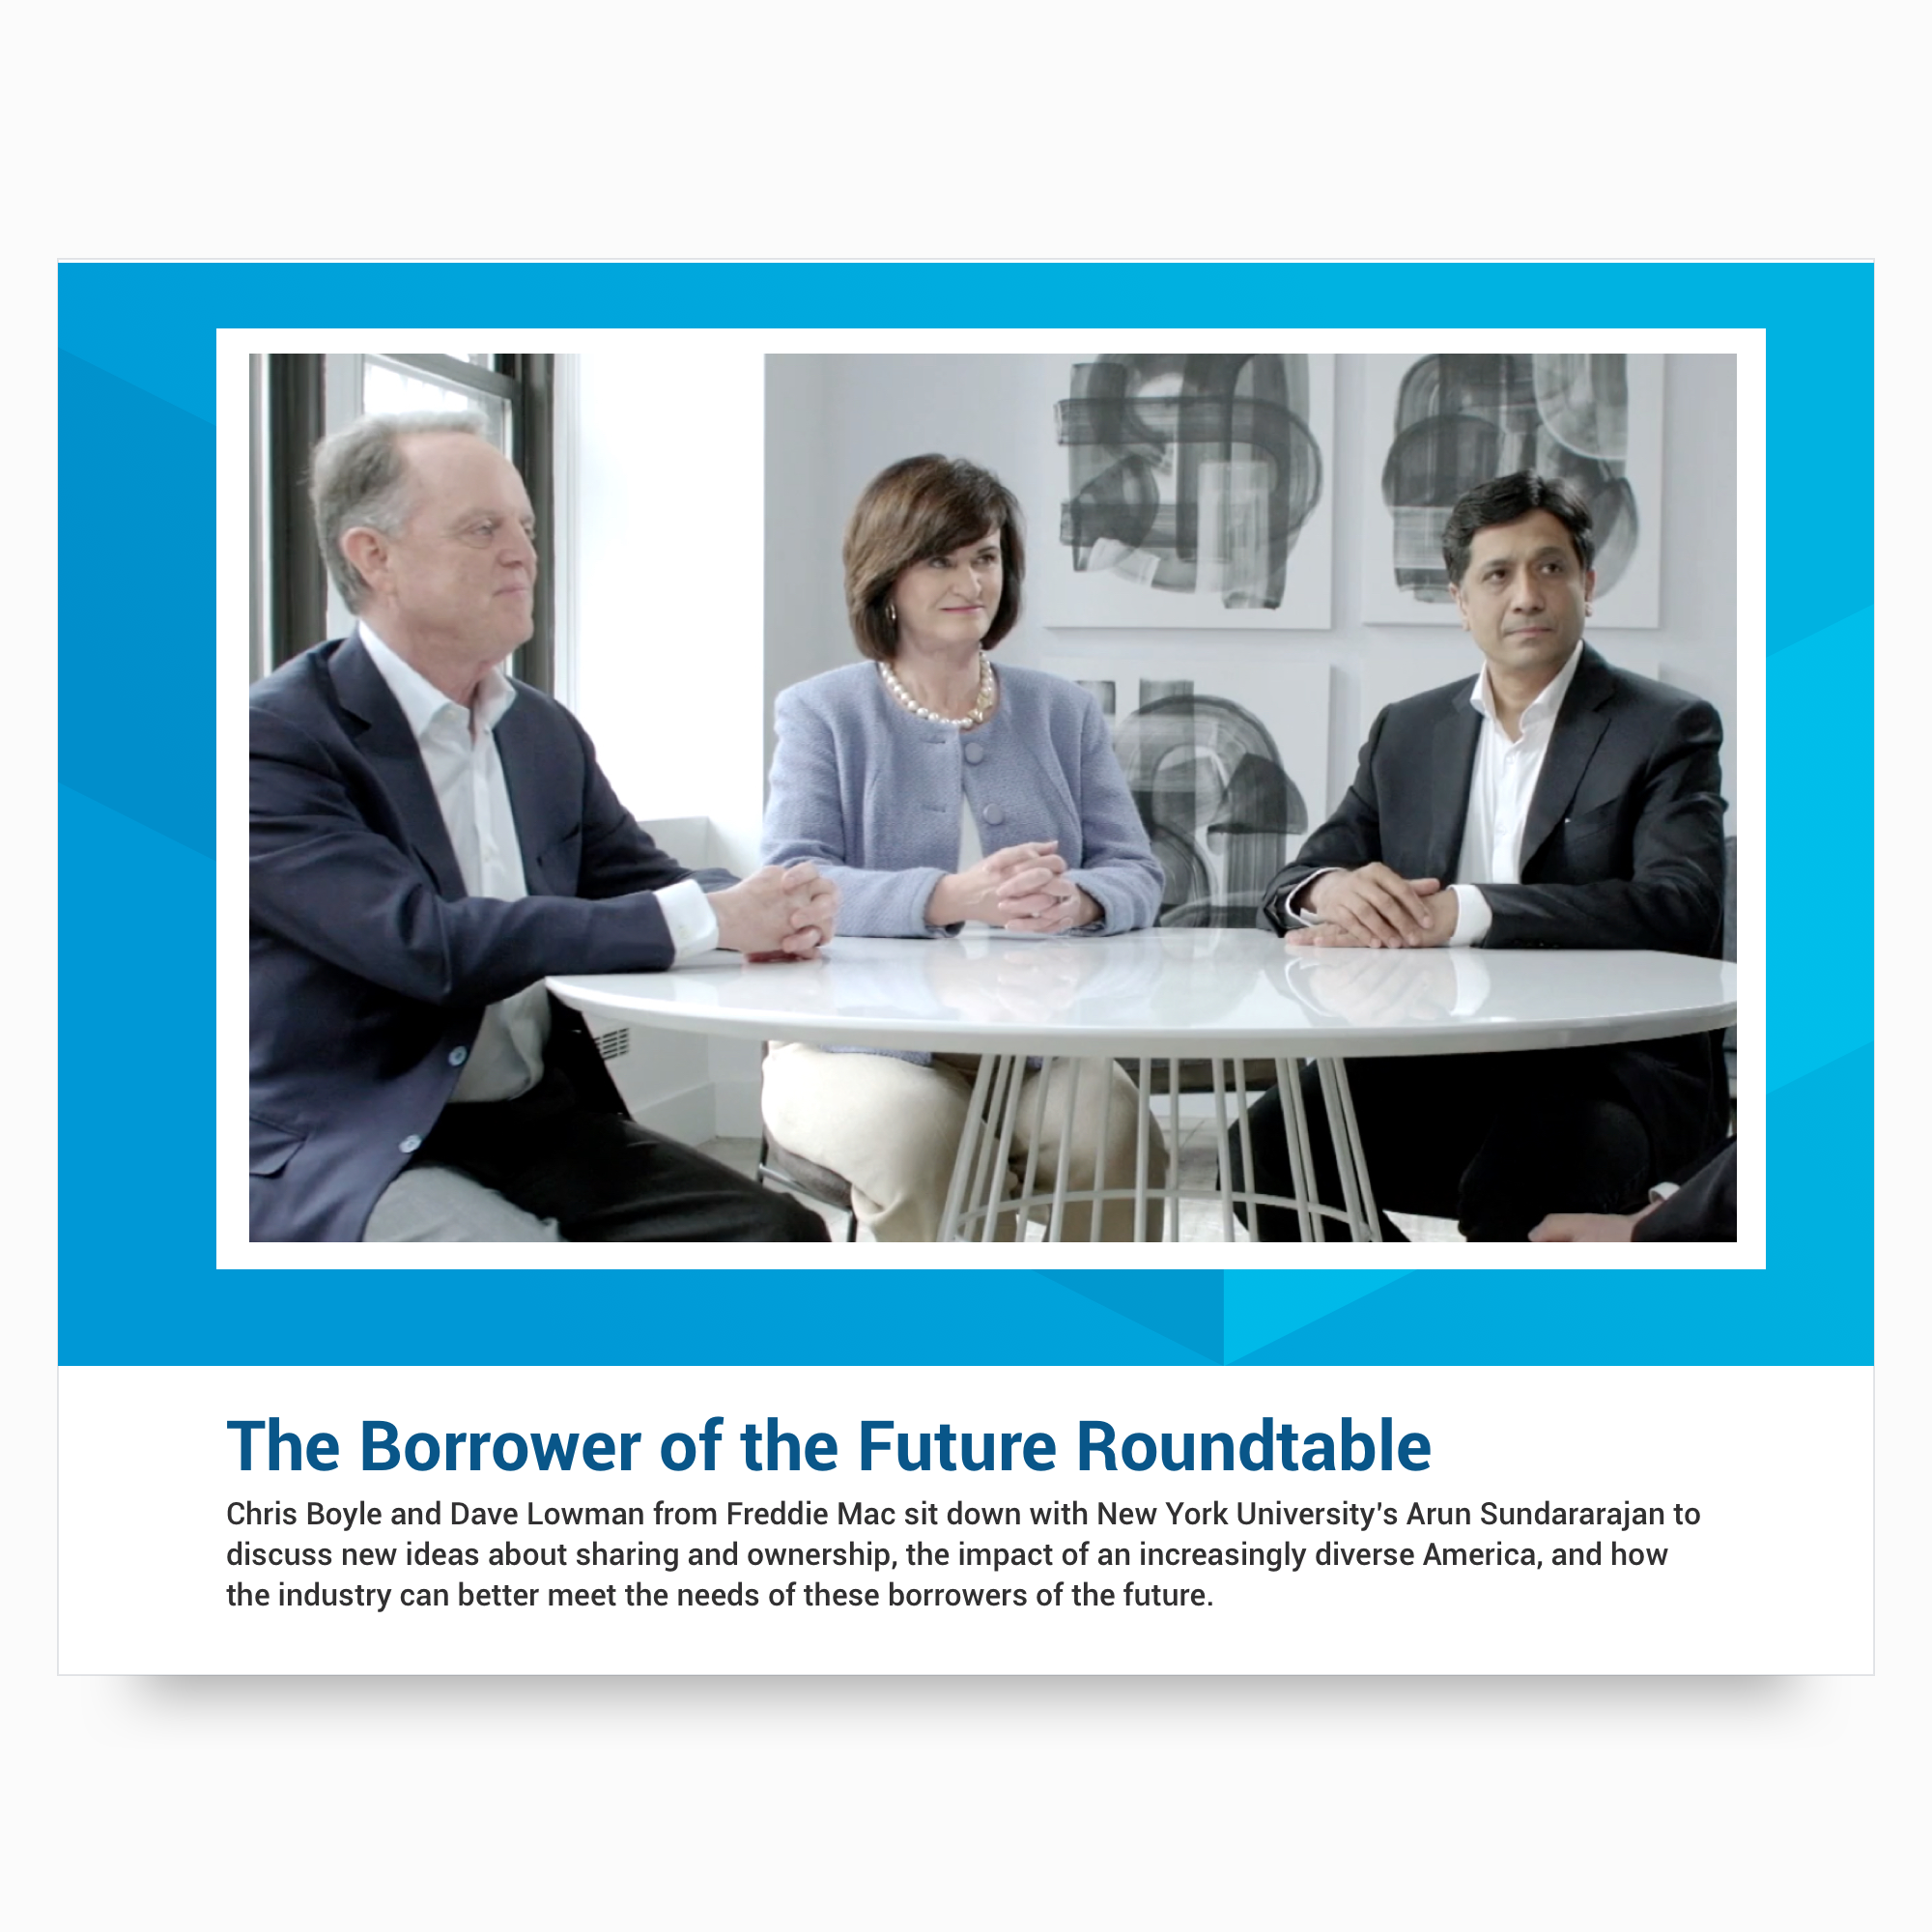 The Borrower of the Future Roundtable
Chris Boyle and Dave Lowman from Freddie Mac sit down with New York University's Arun Sundararajan to
discuss new ideas about sharing and ownership, the impact of an increasingly diverse America, and how
the industry can better meet the needs of these borrowers of the future.